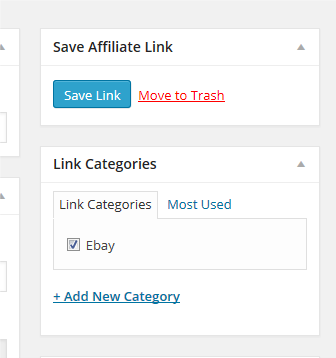 Save Affiliate Link
Save Link Move to Trash
Link Categories
Link Categories Most Used
Ebay
+ Add New Category